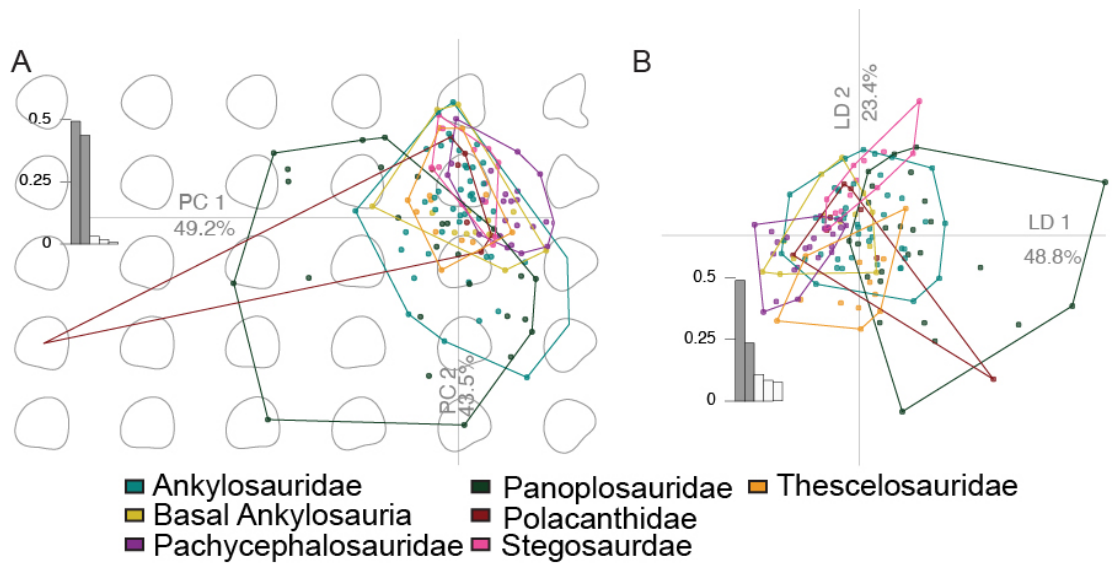 A
0.5
0.25
0
PC 1
49.2%
PC 2
43.5%
B
LD 2
23.4%
LD 1
48.8%
0.5
0.25
0
Ankylosauridae
Panoplosauridae
Thescelosauridae
Basal Ankylosauria
Polacanthidae
Pachycephalosauridae
Stegosaurdae